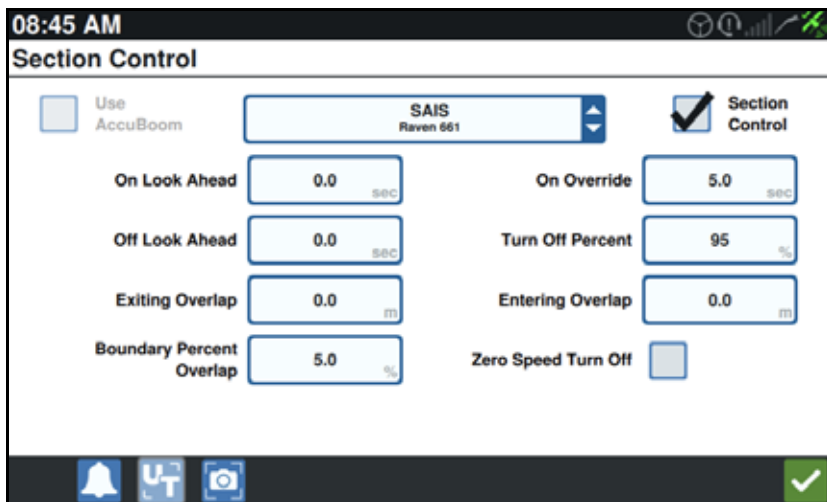 08:45 AM
Section Control
Use
AccuBoom
SAIS
Raven 661
Section
Control
On Look Ahead
0.0
sec
On Override
5.0
sec
Off Look Ahead
0.0
sec
Turn Off Percent
95
%
Exiting Overlap
0.0
m
Entering Overlap
0.0
m
Boundary Percent
Overlap
5.0
%
Zero Speed Turn Off
UT